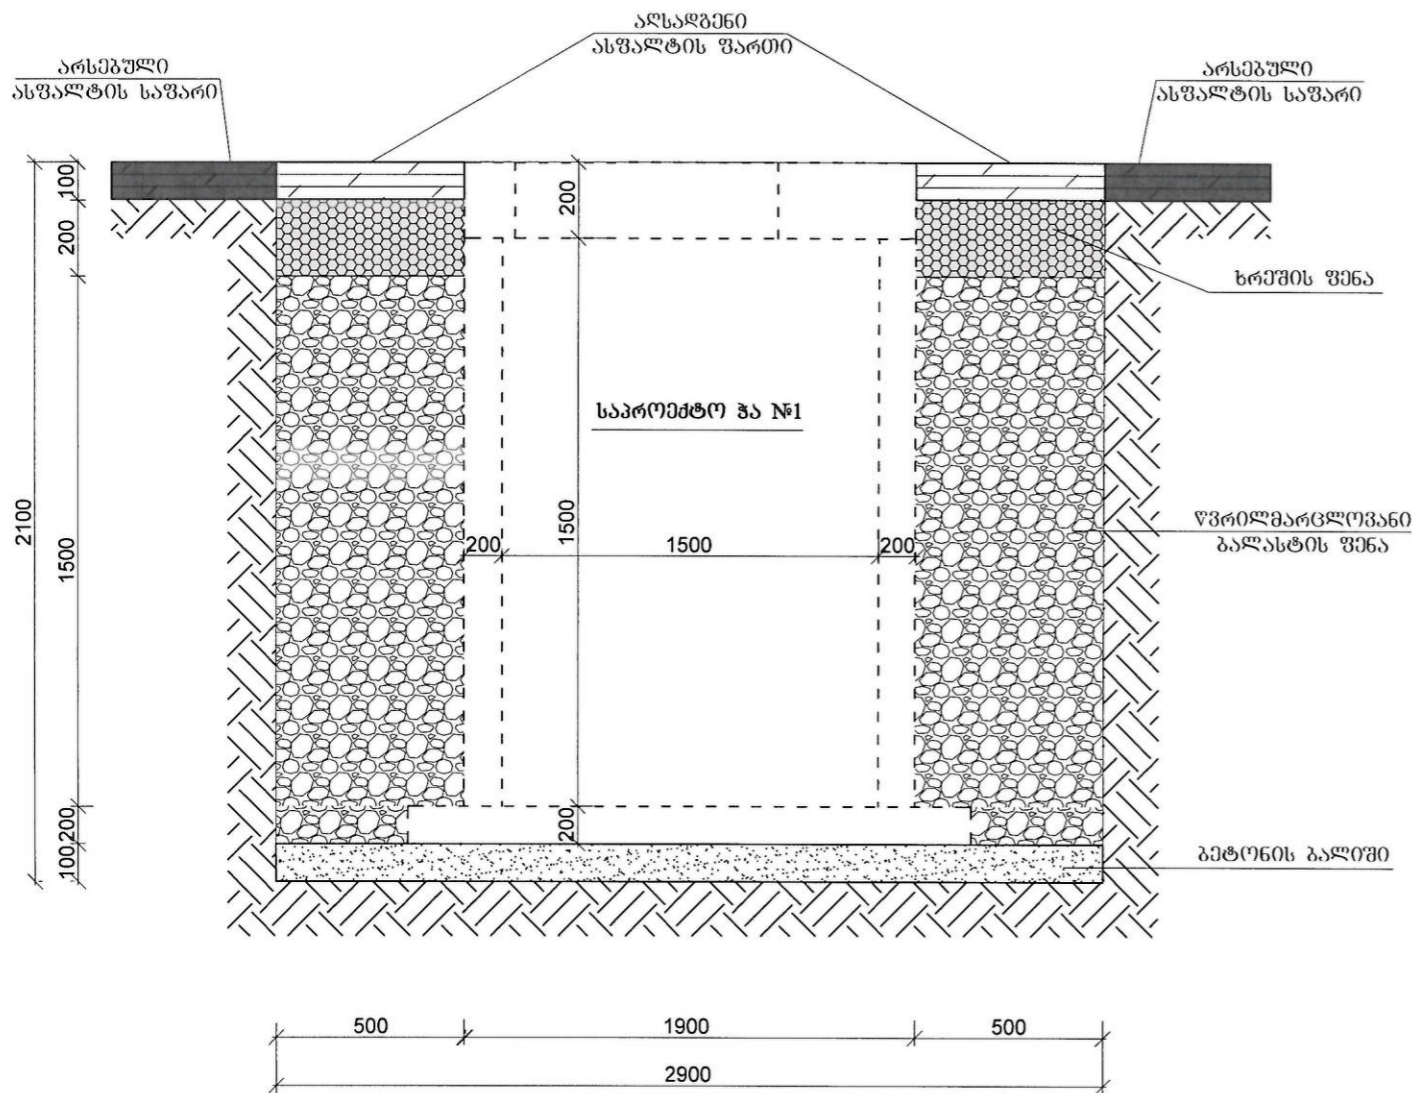 აღსადგენი
ასფალტის ფართი
არსებული
ასფალტის საფარი
არსებული
ასფალტის საფარი
100
200
200
ხრეშის ფენა
საპროექტო ჭა №1
2100
1500
1500
200
1500
200
წვრილმარცლოვანი
ბალასტის ფენა
200
200
100
ბეტონის ბალიში
500
1900
500
2900